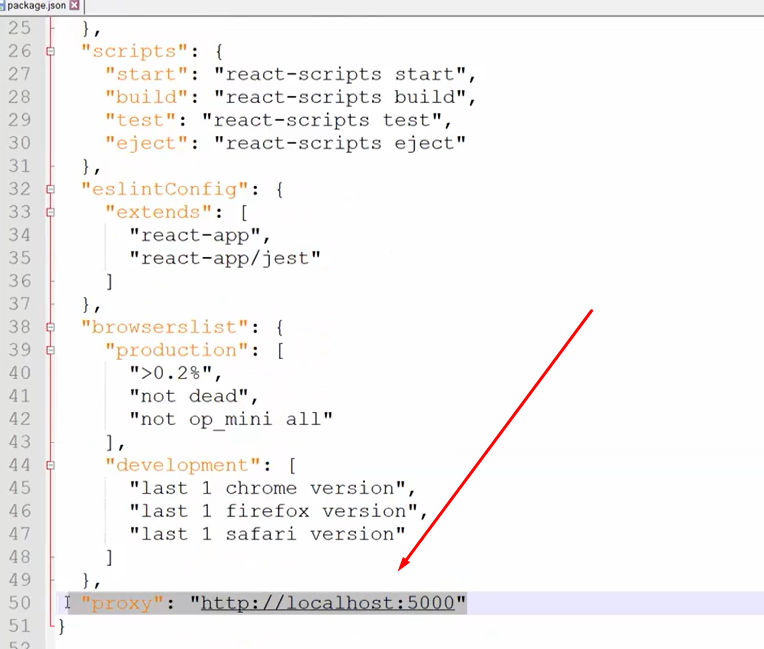 package.json
25 },
26 "scripts": {
27 "start": "react-scripts start",
28 "build": "react-scripts build",
29 "test": "react-scripts test",
30 "eject": "react-scripts eject"
31 },
32 "eslintConfig": {
33 "extends": [
34 "react-app",
35 "react-app/jest"
36 ]
37 },
38 "browserslist": {
39 "production": [
40 ">0.2%",
41 "not dead",
42 "not op_mini all"
43 ],
44 "development": [
45 "last 1 chrome version",
46 "last 1 firefox version",
47 "last 1 safari version"
48 ]
49 },
50 "proxy": "http://localhost:5000"
51 }
52